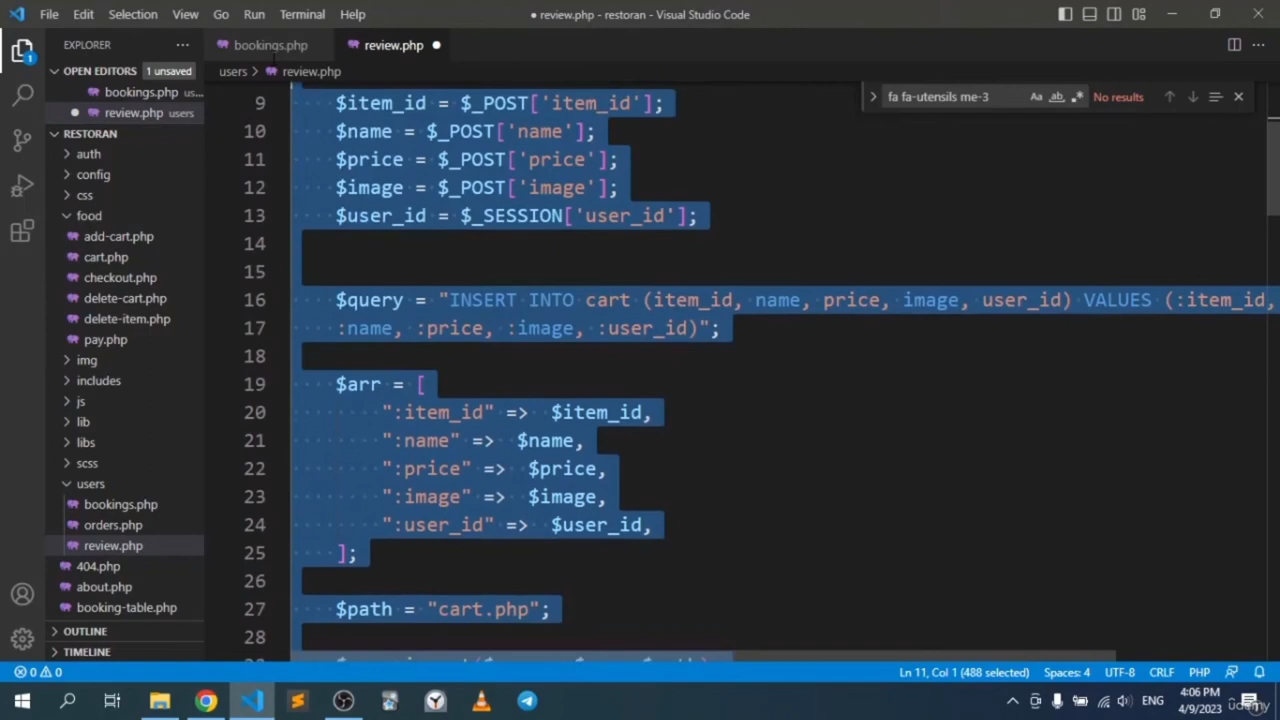 File Edit Selection View Go Run Terminal Help
● review.php - restoran - Visual Studio Code
EXPLORER ...
bookings.php
review.php ●
OPEN EDITORS 1 unsaved
users > review.php
bookings.php us...
● review.php users
RESTORAN
auth
config
css
food
add-cart.php
cart.php
checkout.php
delete-cart.php
delete-item.php
pay.php
img
includes
js
lib
libs
scss
users
bookings.php
orders.php
review.php
404.php
about.php
booking-table.php
OUTLINE
TIMELINE
fa fa-utensils me-3 Aa ab .* No results
9 $item_id = $_POST['item_id'];
10 $name = $_POST['name'];
11 $price = $_POST['price'];
12 $image = $_POST['image'];
13 $user_id = $_SESSION['user_id'];
14
15
16 $query = "INSERT INTO cart (item_id, name, price, image, user_id) VALUES (:item_id,
17 :name, :price, :image, :user_id)";
18
19 $arr = [
20 ":item_id" => $item_id,
21 ":name" => $name,
22 ":price" => $price,
23 ":image" => $image,
24 ":user_id" => $user_id,
25 ];
26
27 $path = "cart.php";
28
0 0 Ln 11, Col 1 (488 selected) Spaces: 4 UTF-8 CRLF PHP
1
ENG 4:06 PM
4/9/2023
udemy